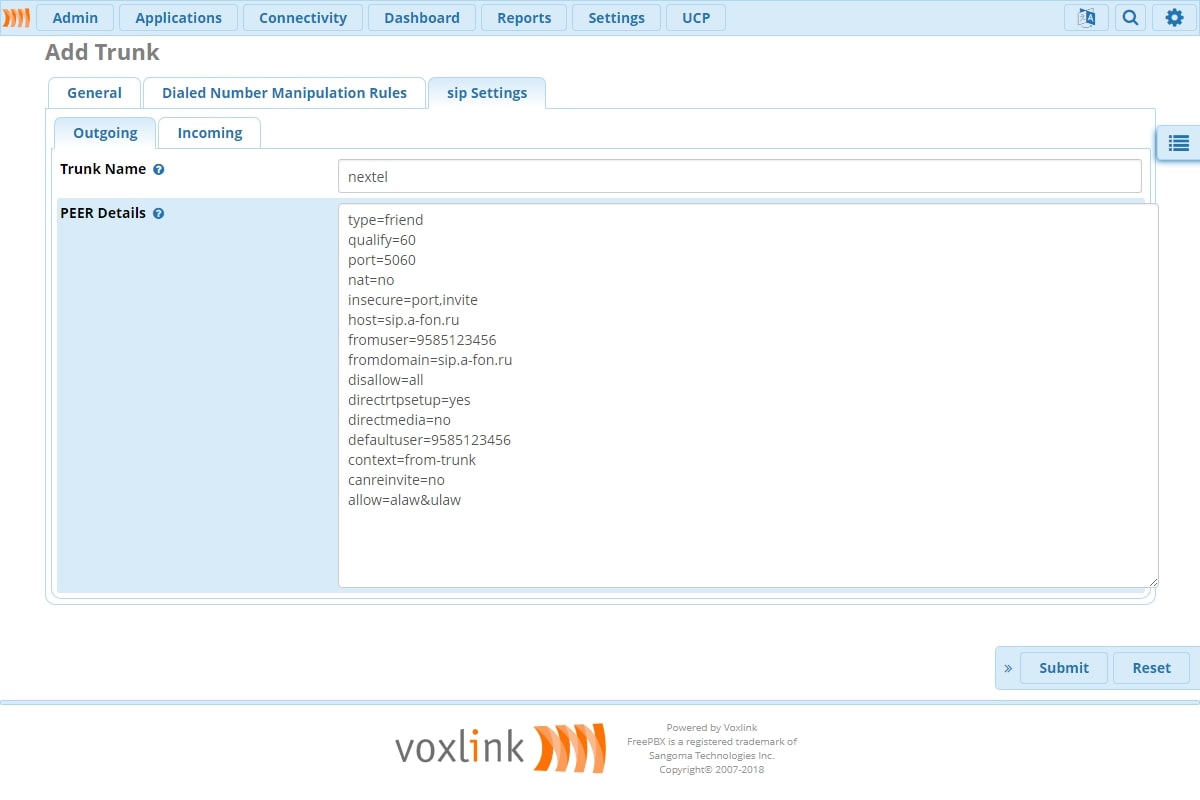 Admin Applications Connectivity Dashboard Reports Settings UCP
Add Trunk
General Dialed Number Manipulation Rules sip Settings
Outgoing Incoming
Trunk Name nextel
PEER Details
type=friend
qualify=60
port=5060
nat=no
insecure=port,invite
host=sip.a-fon.ru
fromuser=9585123456
fromdomain=sip.a-fon.ru
disallow=all
directrtpsetup=yes
directmedia=no
defaultuser=9585123456
context=from-trunk
canreinvite=no
allow=alaw&ulaw
» Submit Reset
voxlink
Powered by Voxlink
FreePBX is a registered trademark of
Sangoma Technologies Inc.
Copyright© 2007-2018